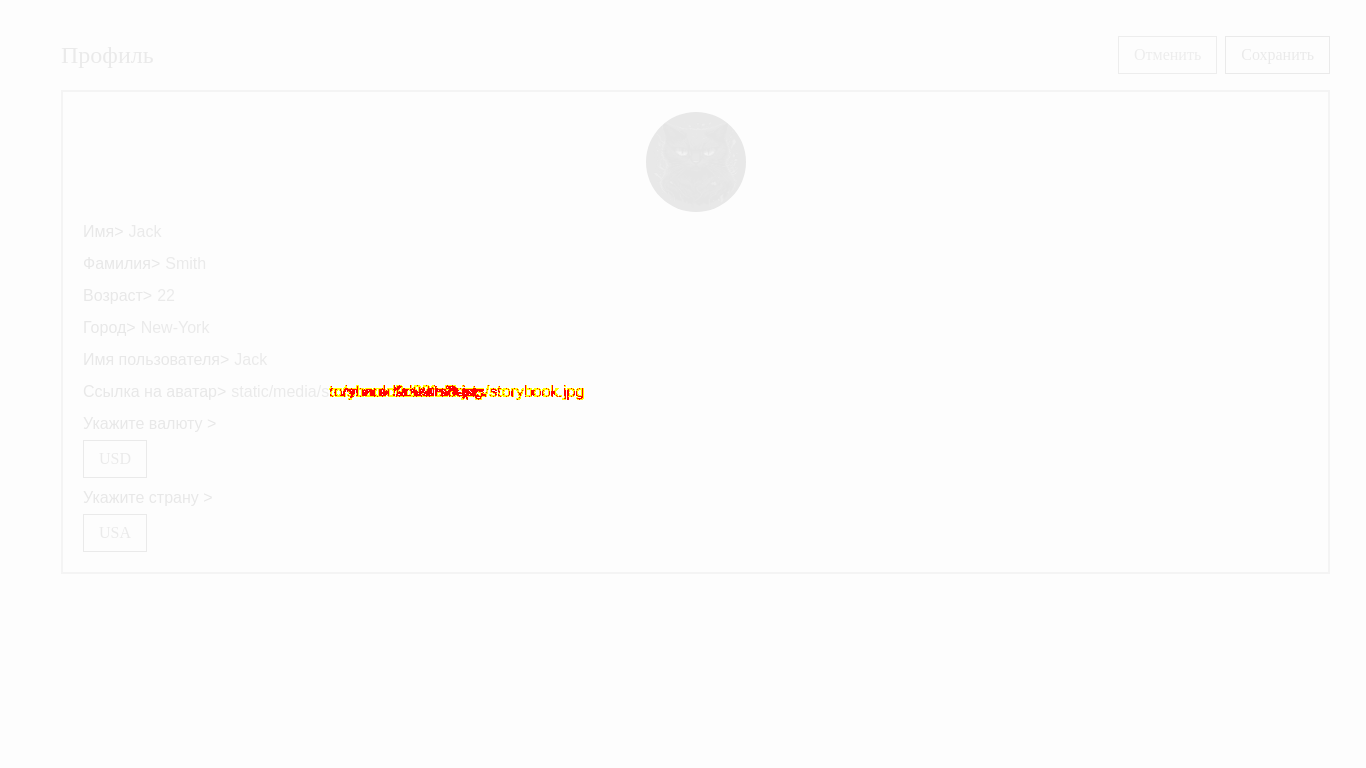 Профиль
Отменить
Сохранить
Имя> Jack
Фамилия> Smith
Возраст> 22
Город> New-York
Имя пользователя> Jack
Ссылка на аватар> static/media/s /storybook.jpg
Укажите валюту >
USD
Укажите страну >
USA